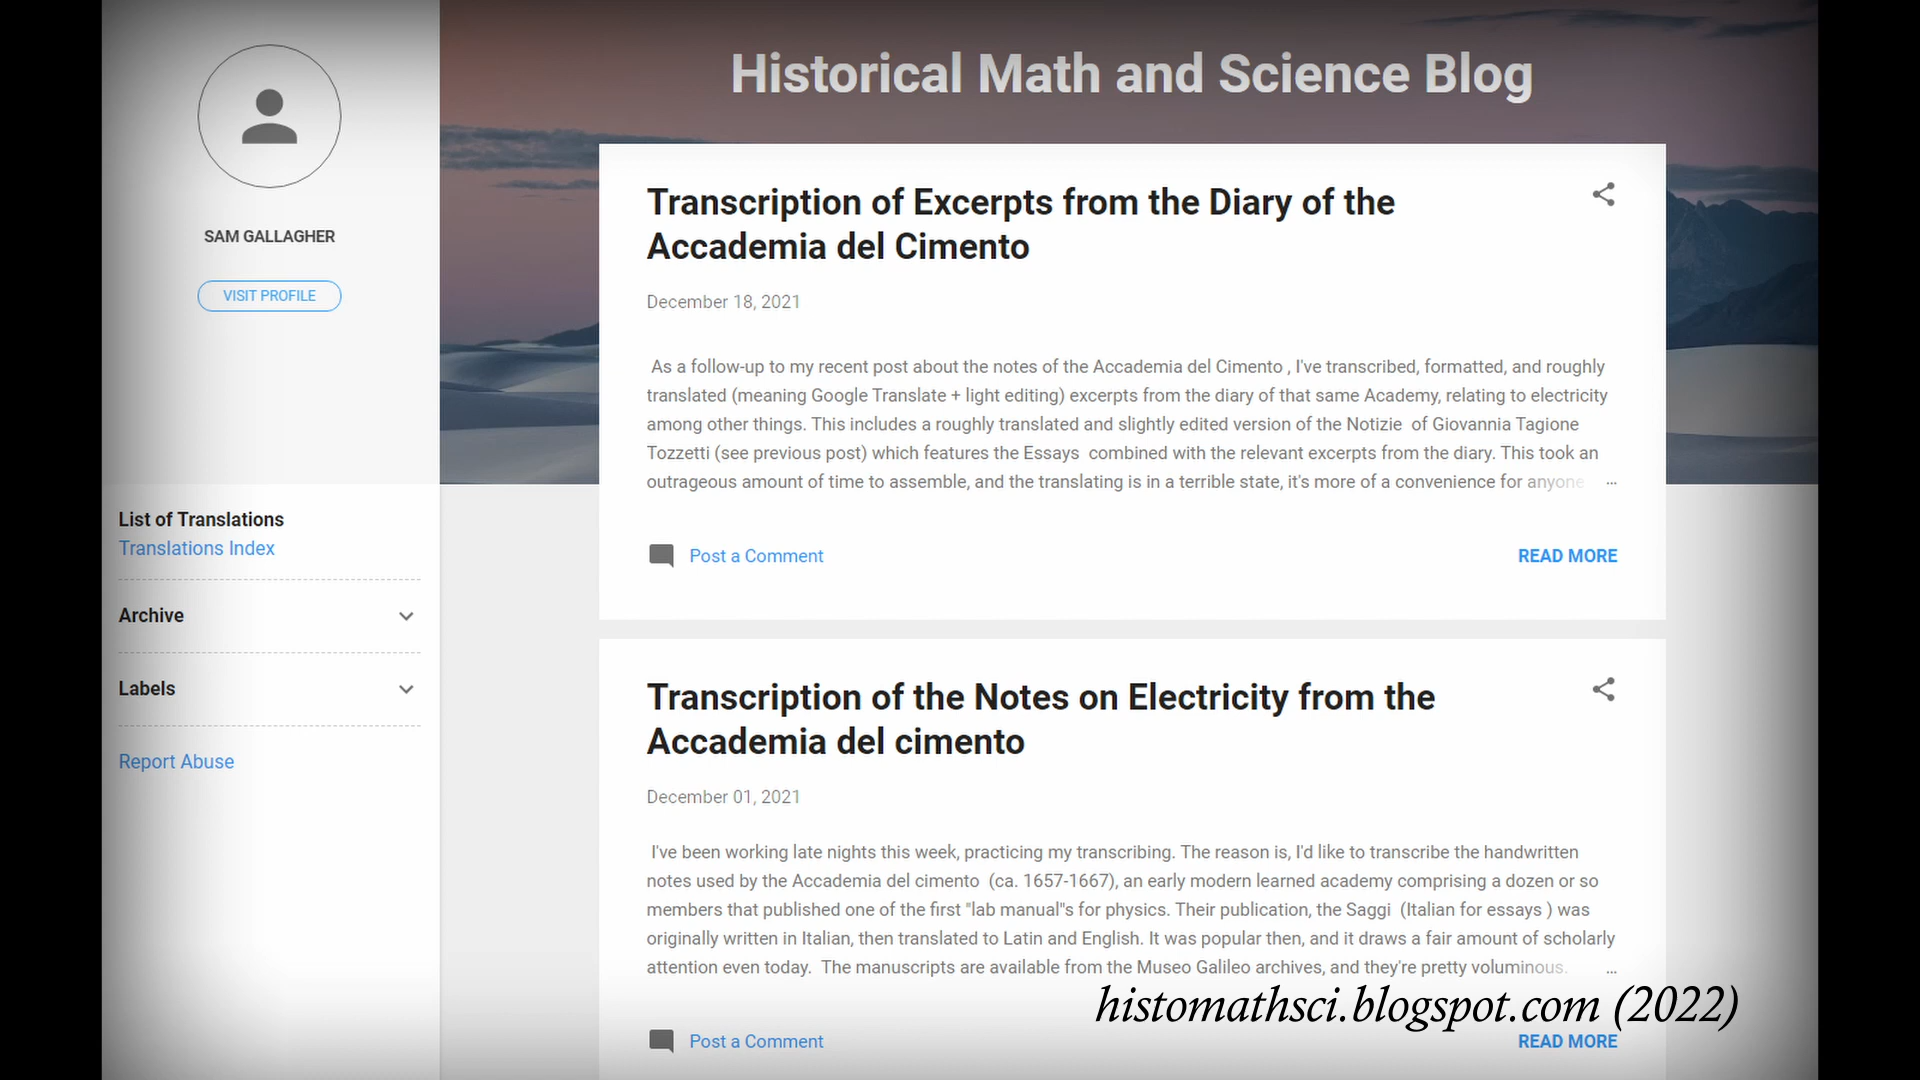 Historical Math and Science Blog
SAM GALLAGHER
VISIT PROFILE
List of Translations
Translations Index
Archive
Labels
Report Abuse
Transcription of Excerpts from the Diary of the
Accademia del Cimento
December 18, 2021
As a follow-up to my recent post about the notes of the Accademia del Cimento , I've transcribed, formatted, and roughly
translated (meaning Google Translate + light editing) excerpts from the diary of that same Academy, relating to electricity
among other things. This includes a roughly translated and slightly edited version of the Notizie  of Giovannia Tagione
Tozzetti (see previous post) which features the Essays  combined with the relevant excerpts from the diary. This took an
outrageous amount of time to assemble, and the translating is in a terrible state, it's more of a convenience for anyone ...
Post a Comment
READ MORE
Transcription of the Notes on Electricity from the
Accademia del cimento
December 01, 2021
I've been working late nights this week, practicing my transcribing. The reason is, I'd like to transcribe the handwritten
notes used by the Accademia del cimento  (ca. 1657-1667), an early modern learned academy comprising a dozen or so
members that published one of the first "lab manual"s for physics. Their publication, the Saggi  (Italian for essays ) was
originally written in Italian, then translated to Latin and English. It was popular then, and it draws a fair amount of scholarly
attention even today.  The manuscripts are available from the Museo Galileo archives, and they're pretty voluminous. ...
histomathsci.blogspot.com (2022)
Post a Comment
READ MORE